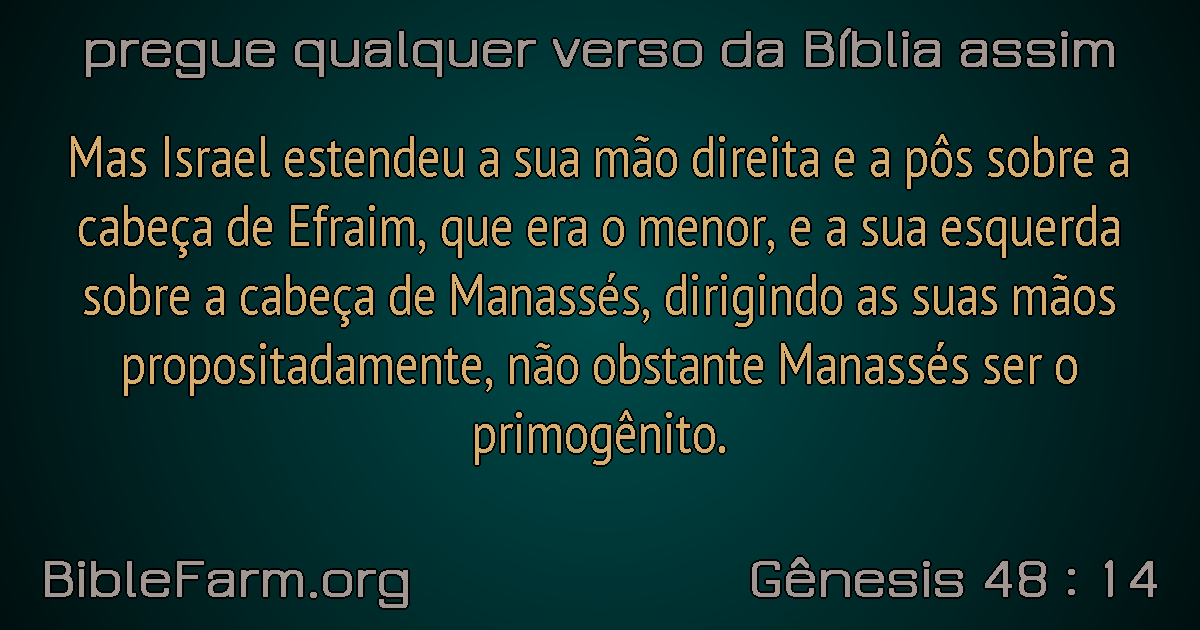 pregue qualquer verso da Bíblia assim
Mas Israel estendeu a sua mão direita e a pôs sobre a
cabeça de Efraim, que era o menor, e a sua esquerda
sobre a cabeça de Manassés, dirigindo as suas mãos
propositadamente, não obstante Manassés ser o
primogênito.
BibleFarm.org
Gênesis 48 : 14